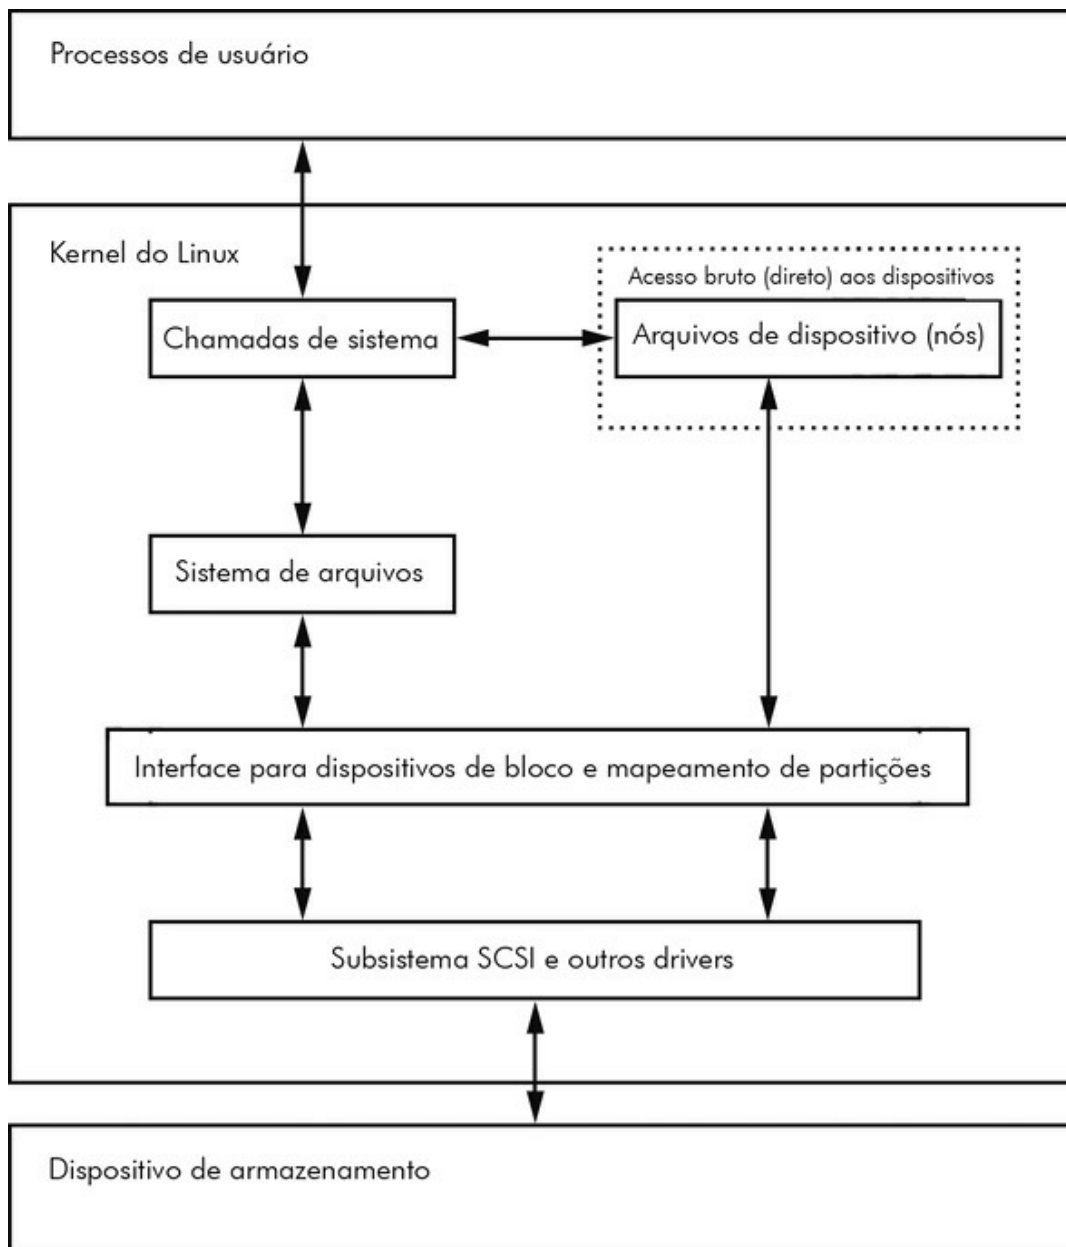 Processos de usuário
Kernel do Linux
Acesso bruto (direto) aos dispositivos
Chamadas de sistema
Arquivos de dispositivo (nós)
Sistema de arquivos
Interface para dispositivos de bloco e mapeamento de partições
Subsistema SCSI e outros drivers
Dispositivo de armazenamento